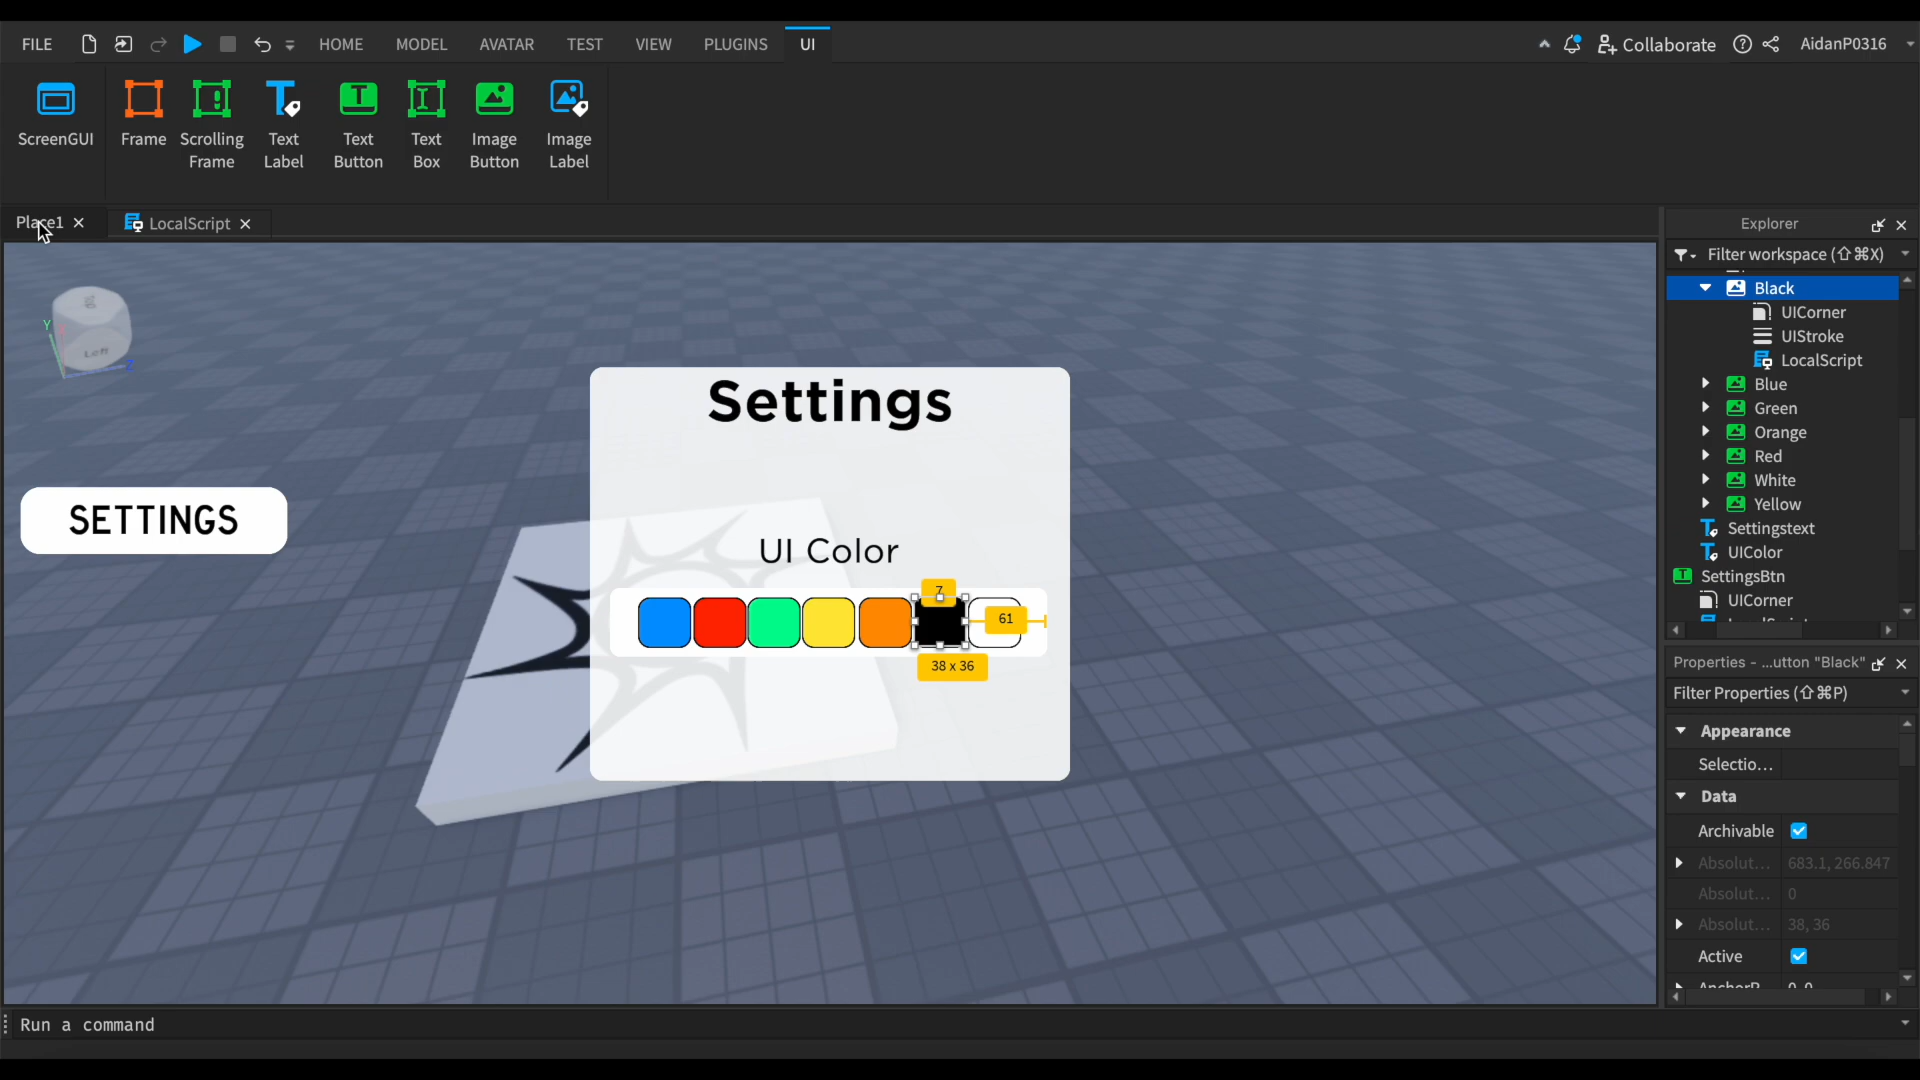 FILE
HOME
MODEL
AVATAR
TEST
VIEW
PLUGINS
UI
Collaborate
AidanP0316
ScreenGUI
Frame
Scrolling
Frame
Text
Label
Text
Button
Text
Box
Image
Button
Image
Label
Place1
LocalScript
Explorer
Filter workspace (⇧⌘X)
Black
UICorner
UIStroke
LocalScript
Blue
Green
Orange
Red
White
Yellow
Settingstext
UIColor
SettingsBtn
UICorner
Y
Z
Left
SETTINGS
Settings
UI Color
7
61
38 x 36
Properties - ...utton "Black"
Filter Properties (⇧⌘P)
Appearance
Selectio...
Data
Archivable
Absolut... 683.1, 266.847
Absolut... 0
Absolut... 38, 36
Active
Run a command